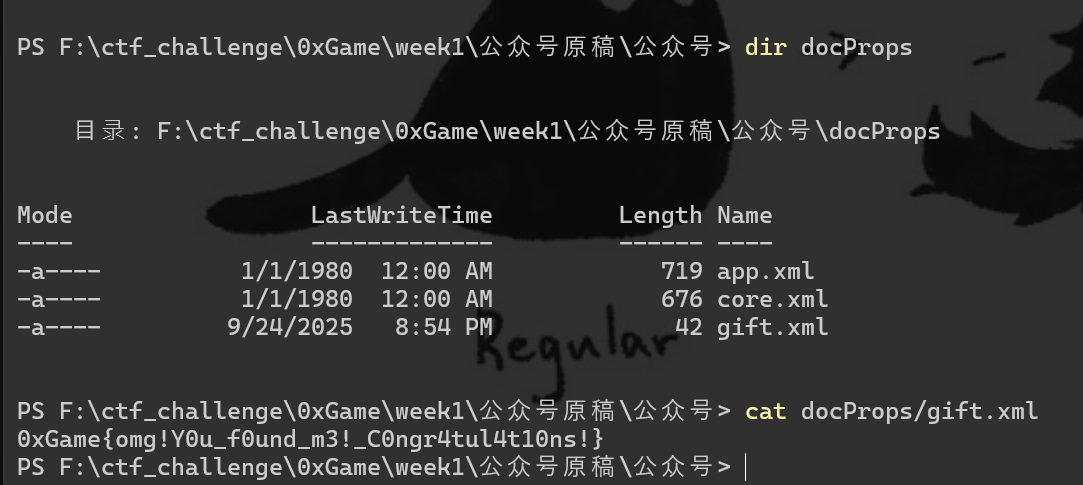 PS F:\ctf_challenge\0xGame\week1\公众号原稿\公众号> dir docProps
目录: F:\ctf_challenge\0xGame\week1\公众号原稿\公众号\docProps
Mode                 LastWriteTime         Length Name
----                 -------------         ------ ----
-a----          1/1/1980  12:00 AM            719 app.xml
-a----          1/1/1980  12:00 AM            676 core.xml
-a----         9/24/2025   8:54 PM             42 gift.xml
Regular
PS F:\ctf_challenge\0xGame\week1\公众号原稿\公众号> cat docProps/gift.xml
0xGame{omg!Y0u_f0und_m3!_C0ngr4tul4t10ns!}
PS F:\ctf_challenge\0xGame\week1\公众号原稿\公众号>